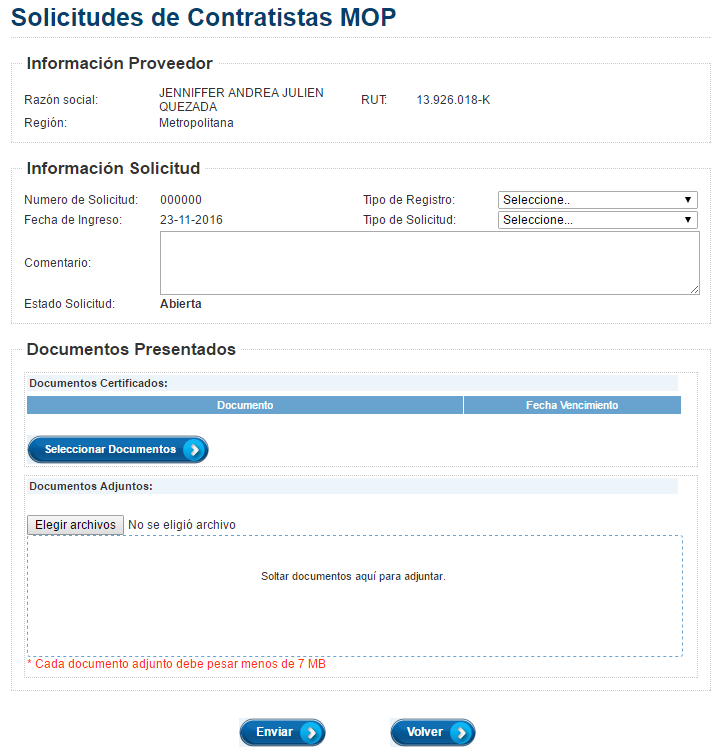 Solicitudes de Contratistas MOP
Información Proveedor
Razón social: JENNIFFER ANDREA JULIEN QUEZADA RUT: 13.926.018-K
Región: Metropolitana
Información Solicitud
Numero de Solicitud: 000000 Tipo de Registro: Seleccione..
Fecha de Ingreso: 23-11-2016 Tipo de Solicitud: Seleccione...
Comentario:
Estado Solicitud: Abierta
Documentos Presentados
Documentos Certificados:
Documento Fecha Vencimiento
Seleccionar Documentos
Documentos Adjuntos:
Elegir archivos No se eligió archivo
Soltar documentos aquí para adjuntar.
* Cada documento adjunto debe pesar menos de 7 MB
Enviar Volver